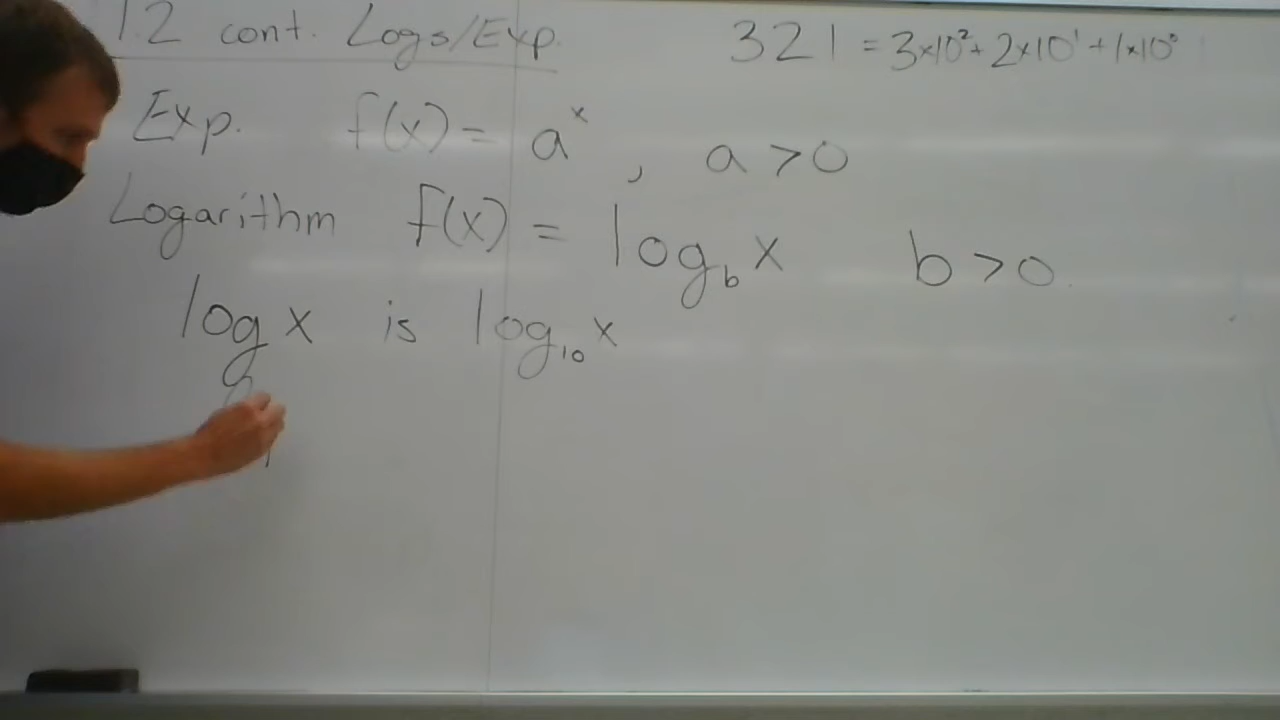 1.2 cont. Logs/Exp.
321 = 3×10² + 2×10¹ + 1×10⁰
Exp. f(x) = aˣ , a > 0
Logarithm f(x) = log_b x b > 0
log x is log₁₀ x